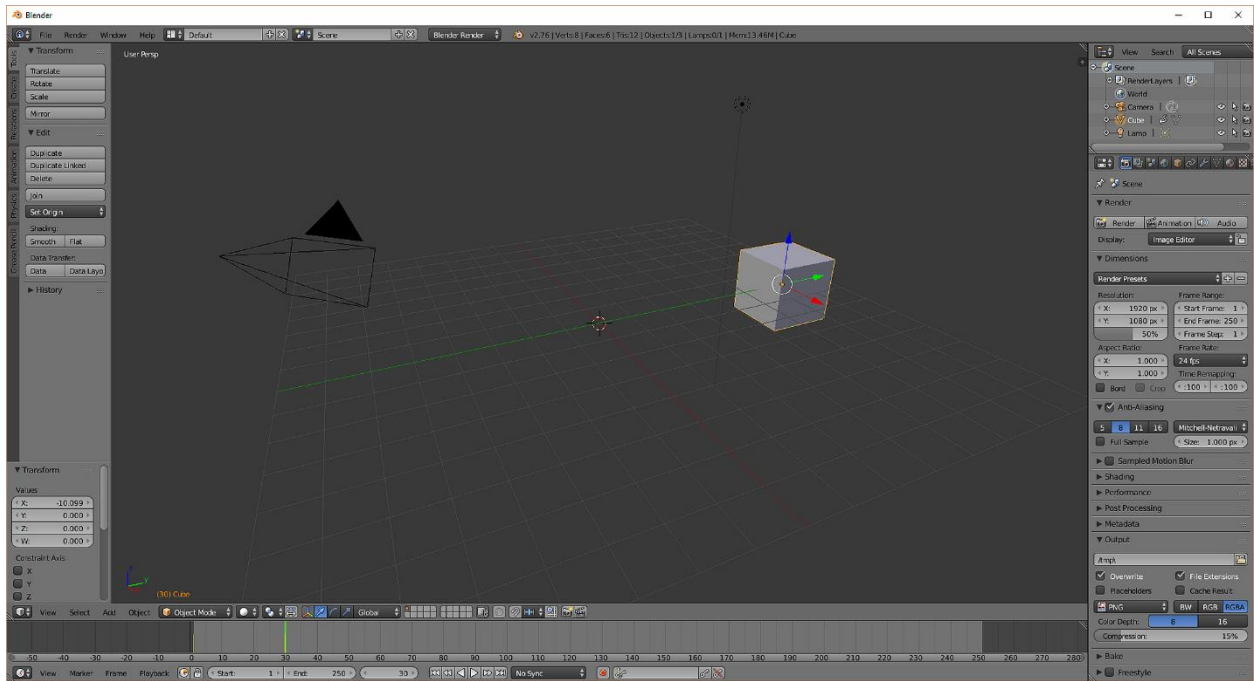 Blender
File Render Window Help Default Scene Blender Render v2.76 | Verts:8 | Faces:6 | Tris:12 | Objects:1/3 | Lamps:0/1 | Mem:13.46M | Cube
Tools
Create
Relations
Animation
Physics
Grease Pencil
Transform
Translate
Rotate
Scale
Mirror
Edit
Duplicate
Duplicate Linked
Delete
Join
Set Origin
Shading:
Smooth Flat
Data Transfer:
Data Data Layo
History
Transform
Values
X: -10.099
Y: 0.000
Z: 0.000
W: 0.000
Constraint Axis
X
Y
Z
User Persp
(30) Cube
View Select Add Object Object Mode Global
-50 -40 -30 -20 -10 0 10 20 30 40 50 60 70 80 90 100 110 120 130 140 150 160 170 180 190 200 210 220 230 240 250 260 270 280
View Marker Frame Playback Start: 1 End: 250 30 No Sync
View Search All Scenes
Scene
RenderLayers
World
Camera
Cube
Lamp
Scene
Render
Render Animation Audio
Display: Image Editor
Dimensions
Render Presets
Resolution: Frame Range:
X: 1920 px Start Frame: 1
Y: 1080 px End Frame: 250
50% Frame Step: 1
Aspect Ratio: Frame Rate:
X: 1.000 24 fps
Y: 1.000 Time Remapping:
Bord Crop :100 :100
Anti-Aliasing
5 8 11 16 Mitchell-Netravali
Full Sample Size: 1.000 px
Sampled Motion Blur
Shading
Performance
Post Processing
Metadata
Output
/tmp\
Overwrite File Extensions
Placeholders Cache Result
PNG BW RGB RGBA
Color Depth: 8 16
Compression: 15%
Bake
Freestyle